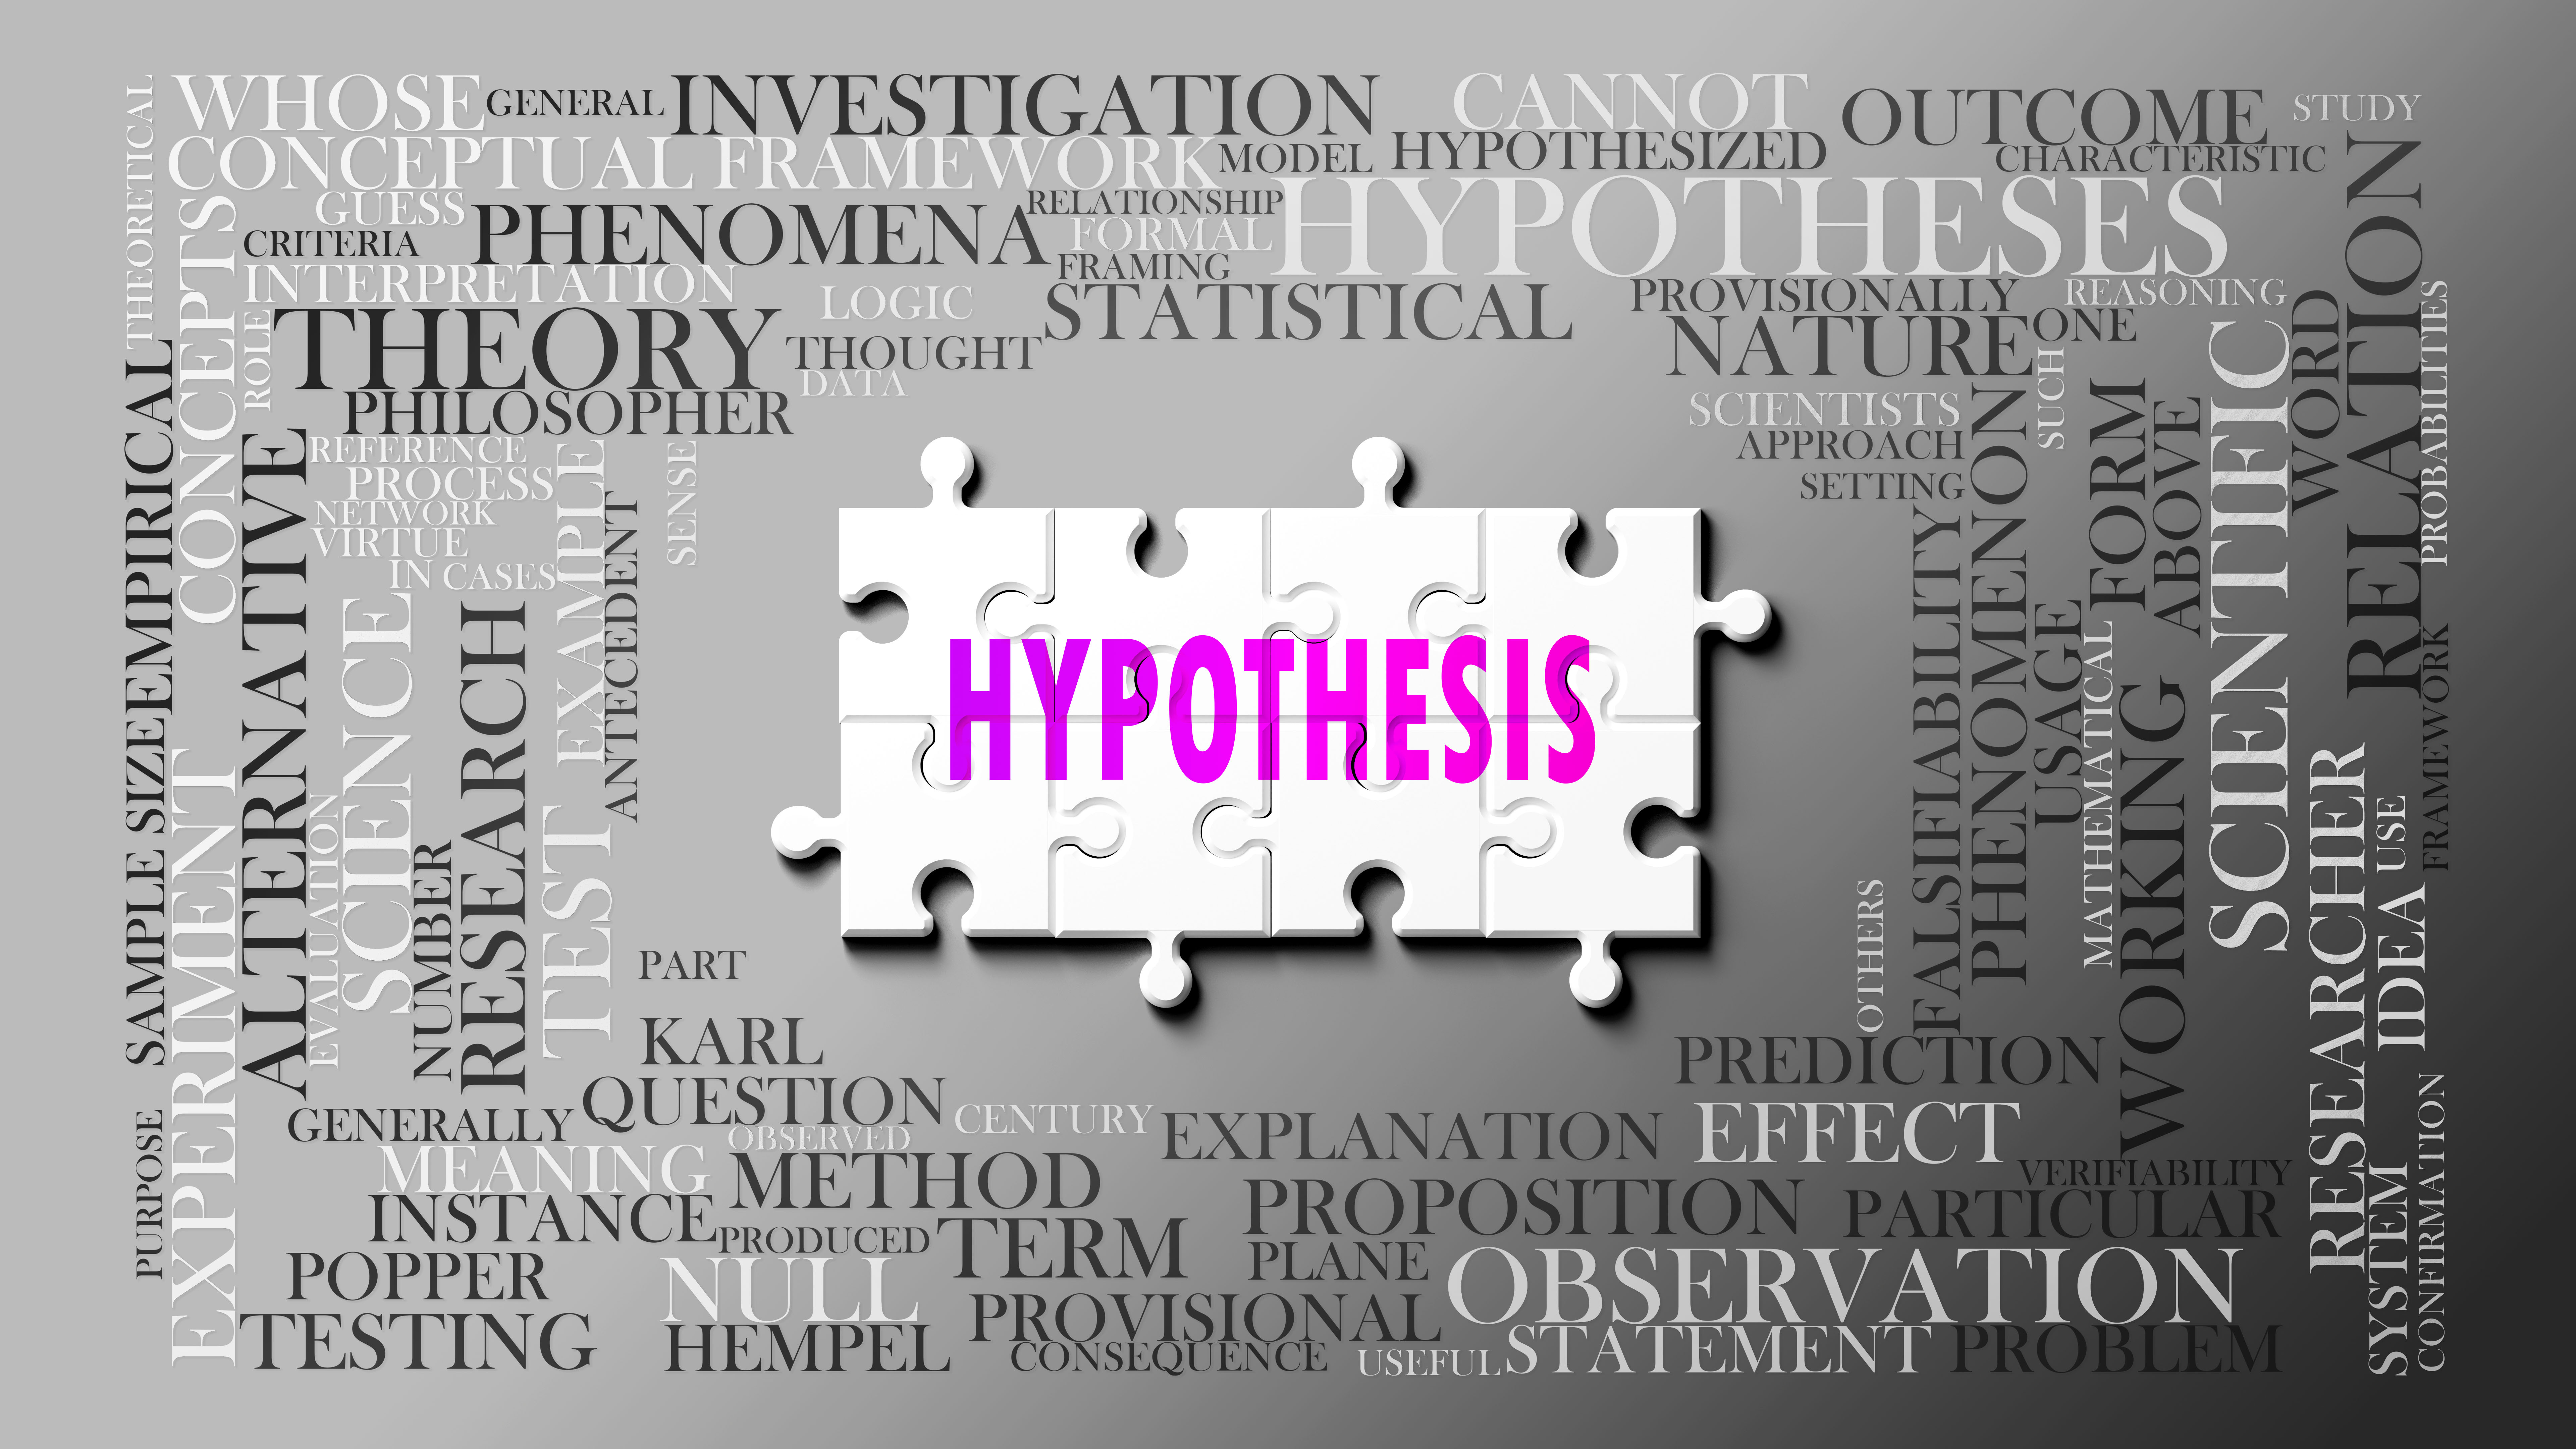 WHOSE
GENERAL
INVESTIGATION
CANNOT
OUTCOME
STUDY
CONCEPTUAL FRAMEWORK
MODEL
HYPOTHESIZED
CHARACTERISTIC
THEORETICAL
GUESS
PHENOMENA
RELATIONSHIP
FORMAL
HYPOTHESES
CRITERIA
FRAMING
INTERPRETATION
LOGIC
STATISTICAL
PROVISIONALLY
REASONING
CONCEPTS
ROLE
THEORY
THOUGHT
DATA
NATURE
ONE
WORD
RELATION
PROBABILITIES
PHILOSOPHER
SCIENTISTS
SUCH
APPROACH
SETTING
EMPIRICAL
ALTERNATIVE
REFERENCE
PROCESS
NETWORK
VIRTUE
IN CASES
EXAMPLE
SENSE
ANTECEDENT
PHENOMENON
FORM
ABOVE
SCIENTIFIC
FALSIFIABILITY
USAGE
MATHEMATICAL
WORKING
HYPOTHESIS
SAMPLE SIZE
EXPERIMENT
SCIENCE
RESEARCH
EVALUATION
NUMBER
TEST
OTHERS
RESEARCHER
USE
IDEA
FRAMEWORK
PART
KARL
PREDICTION
QUESTION
GENERALLY
OBSERVED
CENTURY
EXPLANATION
EFFECT
PURPOSE
MEANING
METHOD
VERIFIABILITY
INSTANCE
PRODUCED
TERM
PROPOSITION
PARTICULAR
POPPER
NULL
PLANE
OBSERVATION
SYSTEM
CONFIRMATION
TESTING
HEMPEL
PROVISIONAL
CONSEQUENCE
USEFUL
STATEMENT
PROBLEM